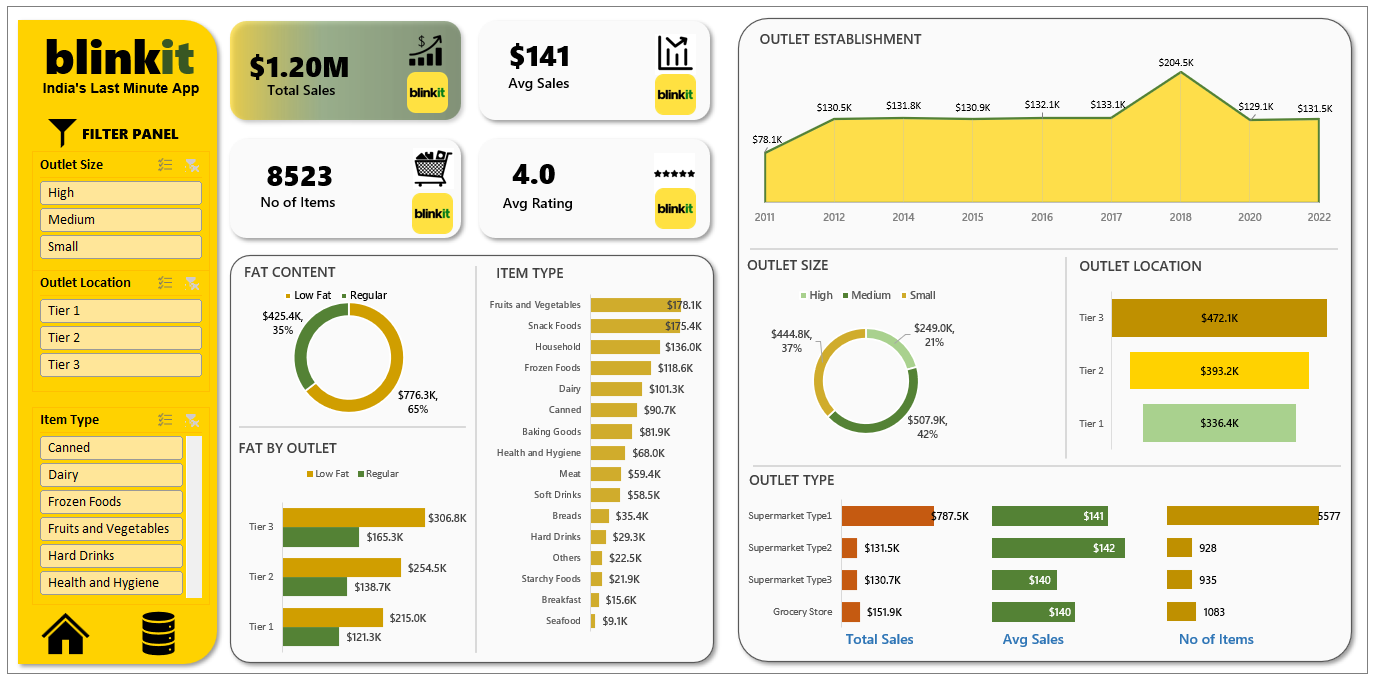 blinkit
India's Last Minute App
FILTER PANEL
Outlet Size
High
Medium
Small
Outlet Location
Tier 1
Tier 2
Tier 3
Item Type
Canned
Dairy
Frozen Foods
Fruits and Vegetables
Hard Drinks
Health and Hygiene
$1.20M
Total Sales
blinkit
$141
Avg Sales
blinkit
8523
No of Items
blinkit
4.0
Avg Rating
blinkit
FAT CONTENT
Low Fat Regular
$425.4K,
35%
$776.3K,
65%
FAT BY OUTLET
Low Fat Regular
Tier 3 $306.8K
$165.3K
Tier 2 $254.5K
$138.7K
Tier 1 $215.0K
$121.3K
ITEM TYPE
Fruits and Vegetables $178.1K
Snack Foods $175.4K
Household $136.0K
Frozen Foods $118.6K
Dairy $101.3K
Canned $90.7K
Baking Goods $81.9K
Health and Hygiene $68.0K
Meat $59.4K
Soft Drinks $58.5K
Breads $35.4K
Hard Drinks $29.3K
Others $22.5K
Starchy Foods $21.9K
Breakfast $15.6K
Seafood $9.1K
OUTLET ESTABLISHMENT
$78.1K $130.5K $131.8K $130.9K $132.1K $133.1K $204.5K $129.1K $131.5K
2011 2012 2014 2015 2016 2017 2018 2020 2022
OUTLET SIZE
High Medium Small
$444.8K,
37%
$249.0K,
21%
$507.9K,
42%
OUTLET LOCATION
Tier 3 $472.1K
Tier 2 $393.2K
Tier 1 $336.4K
OUTLET TYPE
Supermarket Type1 $787.5K $141 5577
Supermarket Type2 $131.5K $142 928
Supermarket Type3 $130.7K $140 935
Grocery Store $151.9K $140 1083
Total Sales Avg Sales No of Items